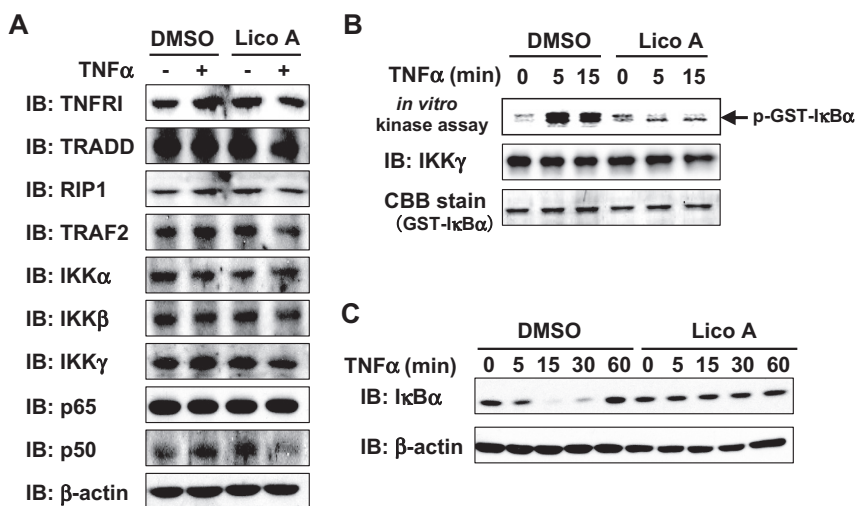 A
DMSO Lico A
TNFα - + - +
IB: TNFRI
IB: TRADD
IB: RIP1
IB: TRAF2
IB: IKKα
IB: IKKβ
IB: IKKγ
IB: p65
IB: p50
IB: β-actin
B
DMSO Lico A
TNFα (min) 0 5 15 0 5 15
in vitro
kinase assay
p-GST-IκBα
IB: IKKγ
CBB stain
(GST-IκBα)
C
DMSO Lico A
TNFα (min) 0 5 15 30 60 0 5 15 30 60
IB: IκBα
IB: β-actin